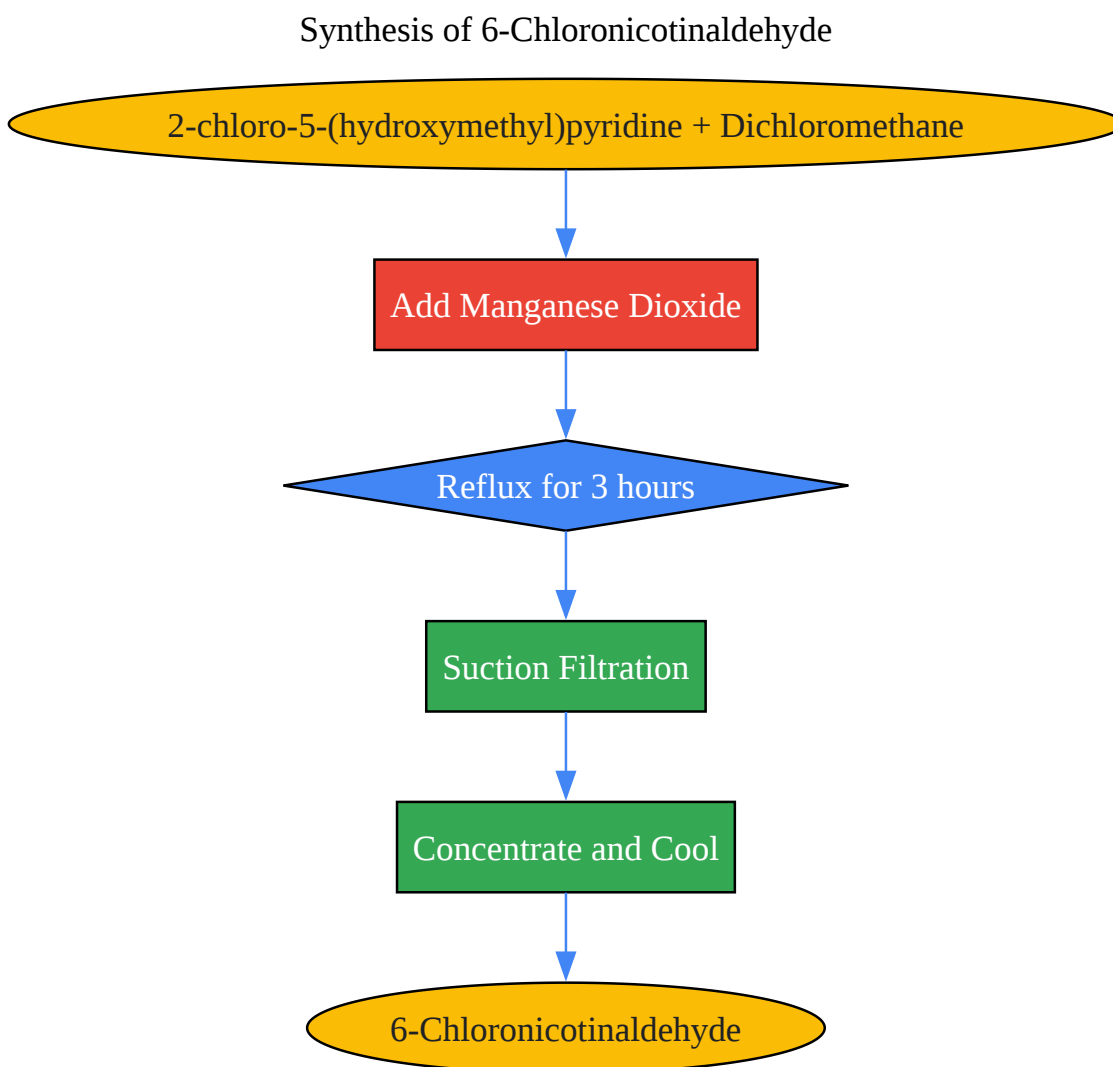 Synthesis of 6-Chloronicotinaldehyde
2-chloro-5-(hydroxymethyl)pyridine + Dichloromethane
Add Manganese Dioxide
Reflux for 3 hours
Suction Filtration
Concentrate and Cool
6-Chloronicotinaldehyde